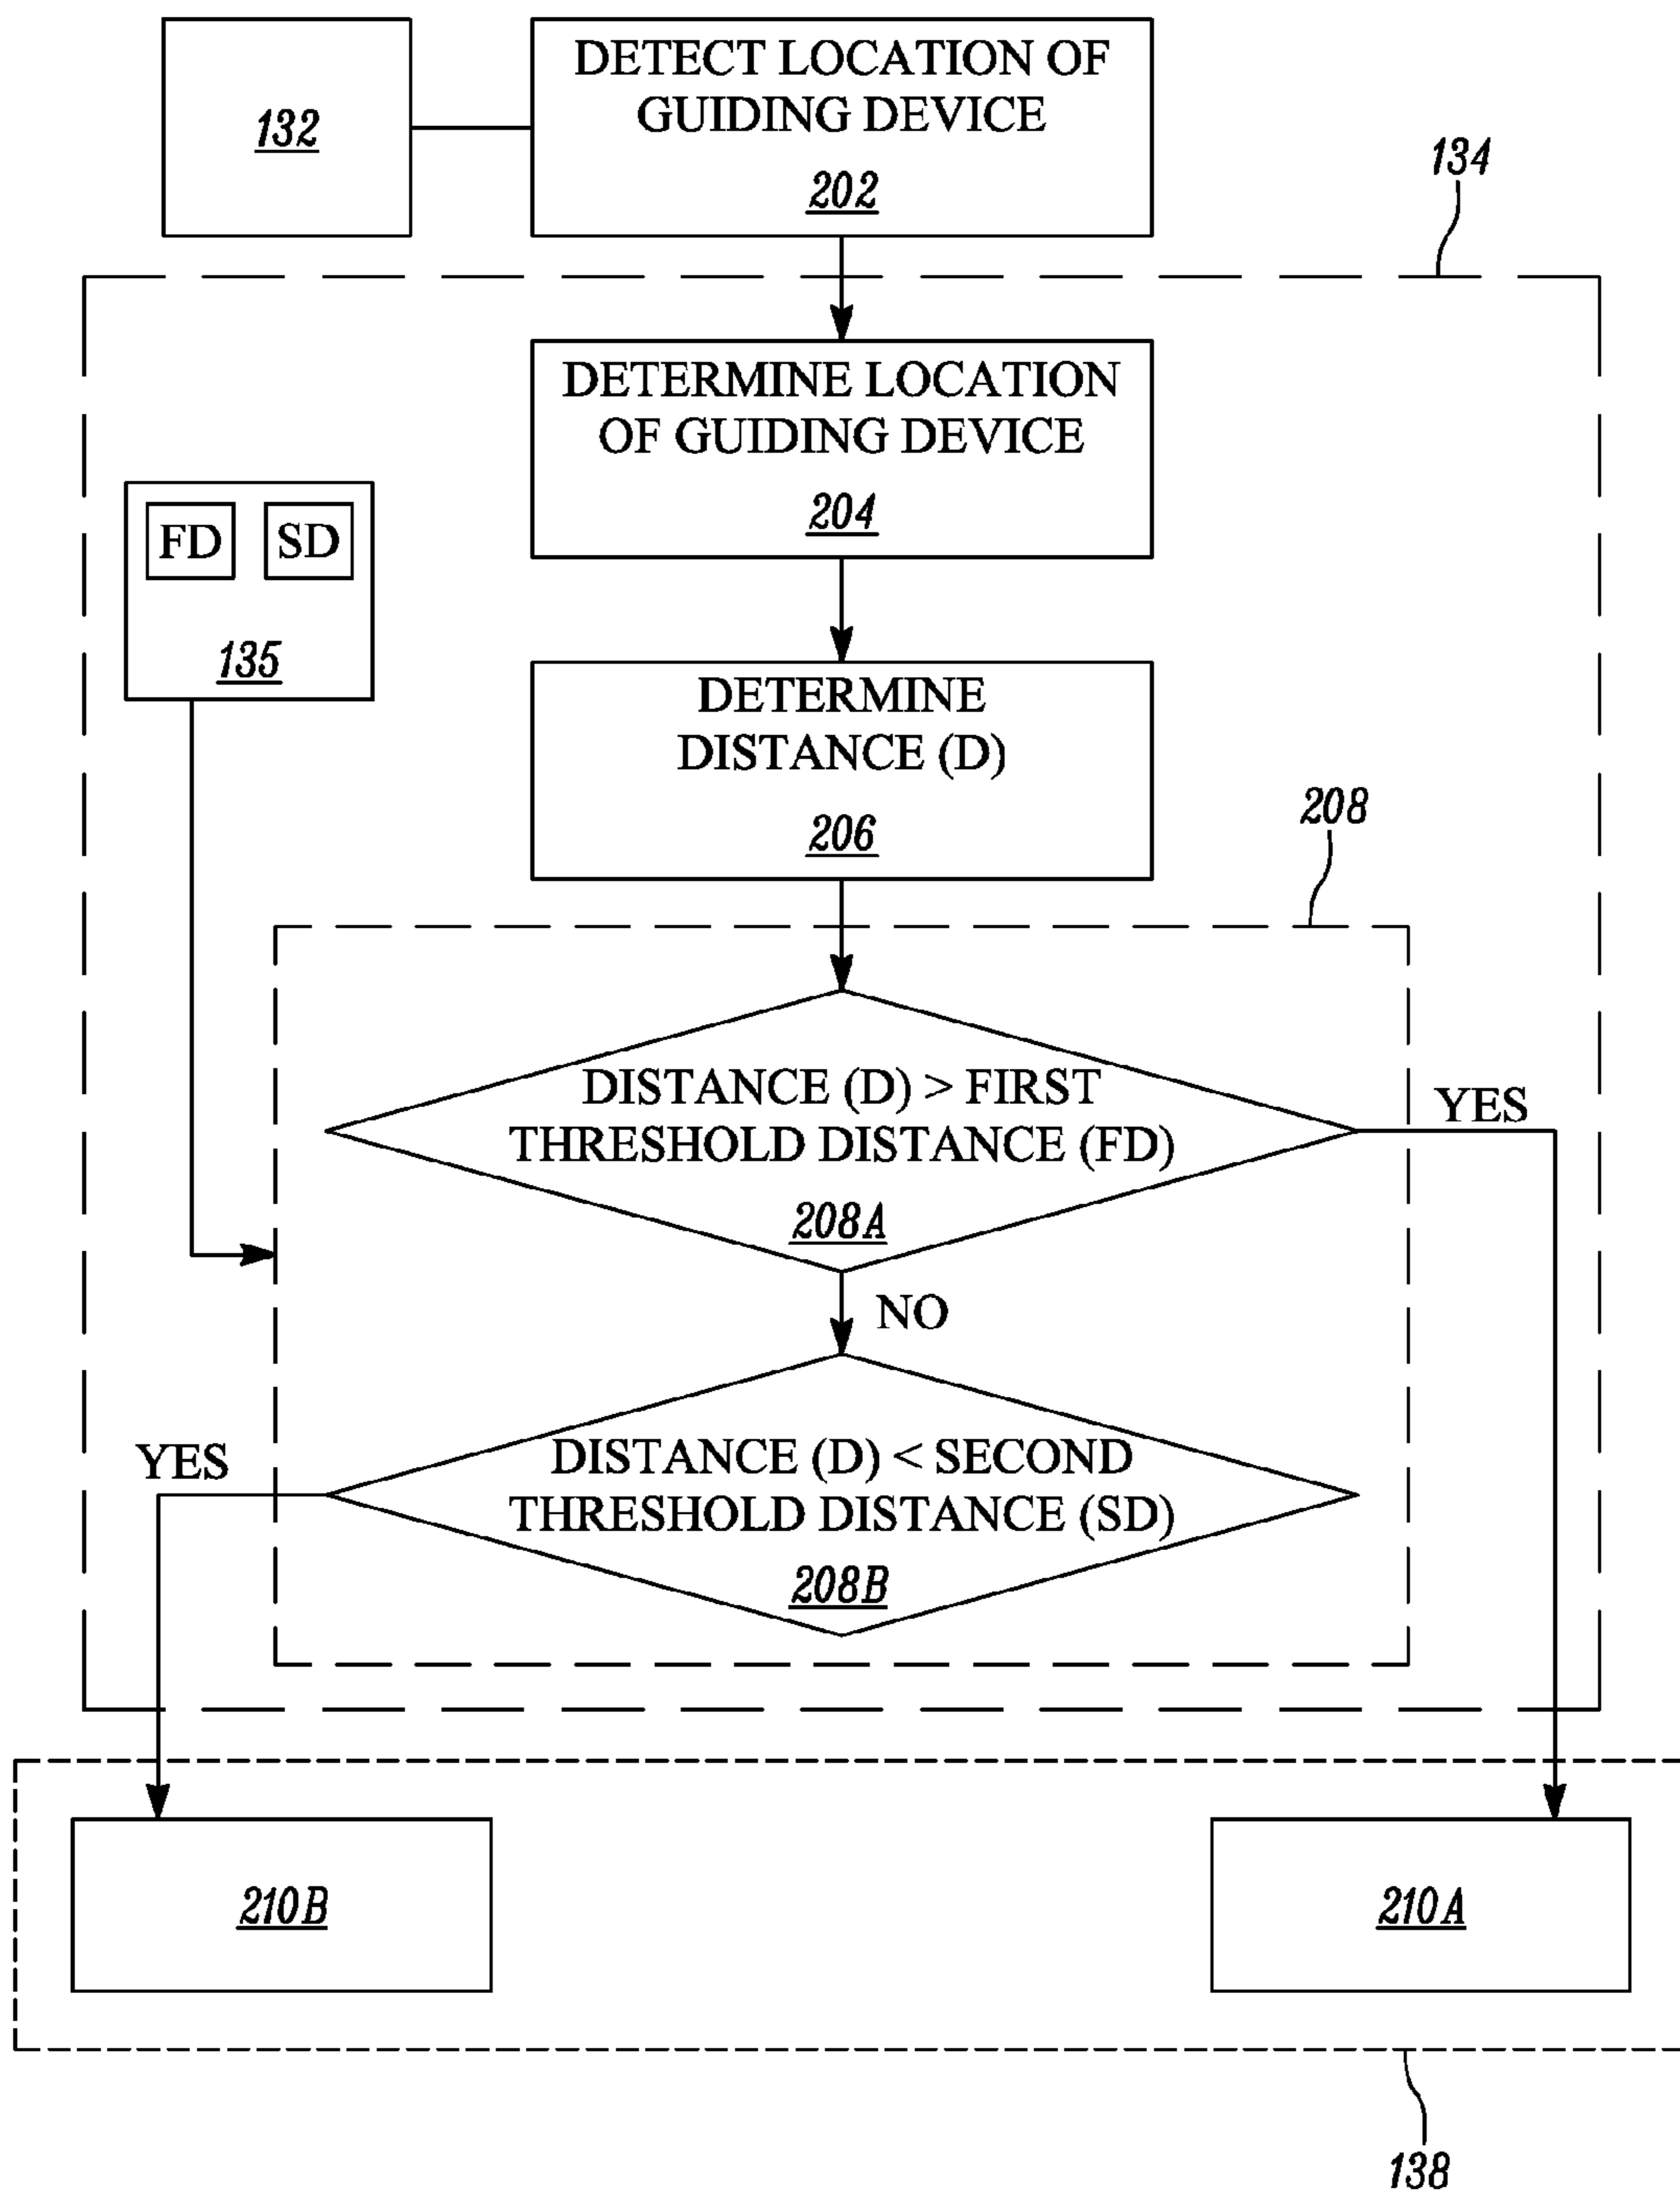 132
DETECT LOCATION OF
GUIDING DEVICE
202
134
DETERMINE LOCATION
OF GUIDING DEVICE
204
FD
SD
135
DETERMINE
DISTANCE (D)
206
208
DISTANCE (D) > FIRST
THRESHOLD DISTANCE (FD)
208A
YES
NO
DISTANCE (D) < SECOND
THRESHOLD DISTANCE (SD)
208B
YES
210B
210A
138